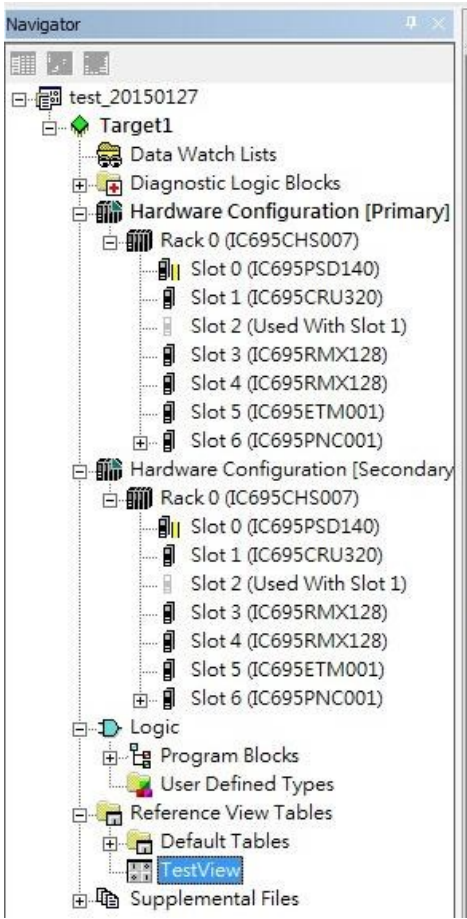 Navigator
test_20150127
Target1
Data Watch Lists
Diagnostic Logic Blocks
Hardware Configuration [Primary]
Rack 0 (IC695CHS007)
Slot 0 (IC695PSD140)
Slot 1 (IC695CRU320)
Slot 2 (Used With Slot 1)
Slot 3 (IC695RMX128)
Slot 4 (IC695RMX128)
Slot 5 (IC695ETM001)
Slot 6 (IC695PNC001)
Hardware Configuration [Secondary
Rack 0 (IC695CHS007)
Slot 0 (IC695PSD140)
Slot 1 (IC695CRU320)
Slot 2 (Used With Slot 1)
Slot 3 (IC695RMX128)
Slot 4 (IC695RMX128)
Slot 5 (IC695ETM001)
Slot 6 (IC695PNC001)
Logic
Program Blocks
User Defined Types
Reference View Tables
Default Tables
TestView
Supplemental Files